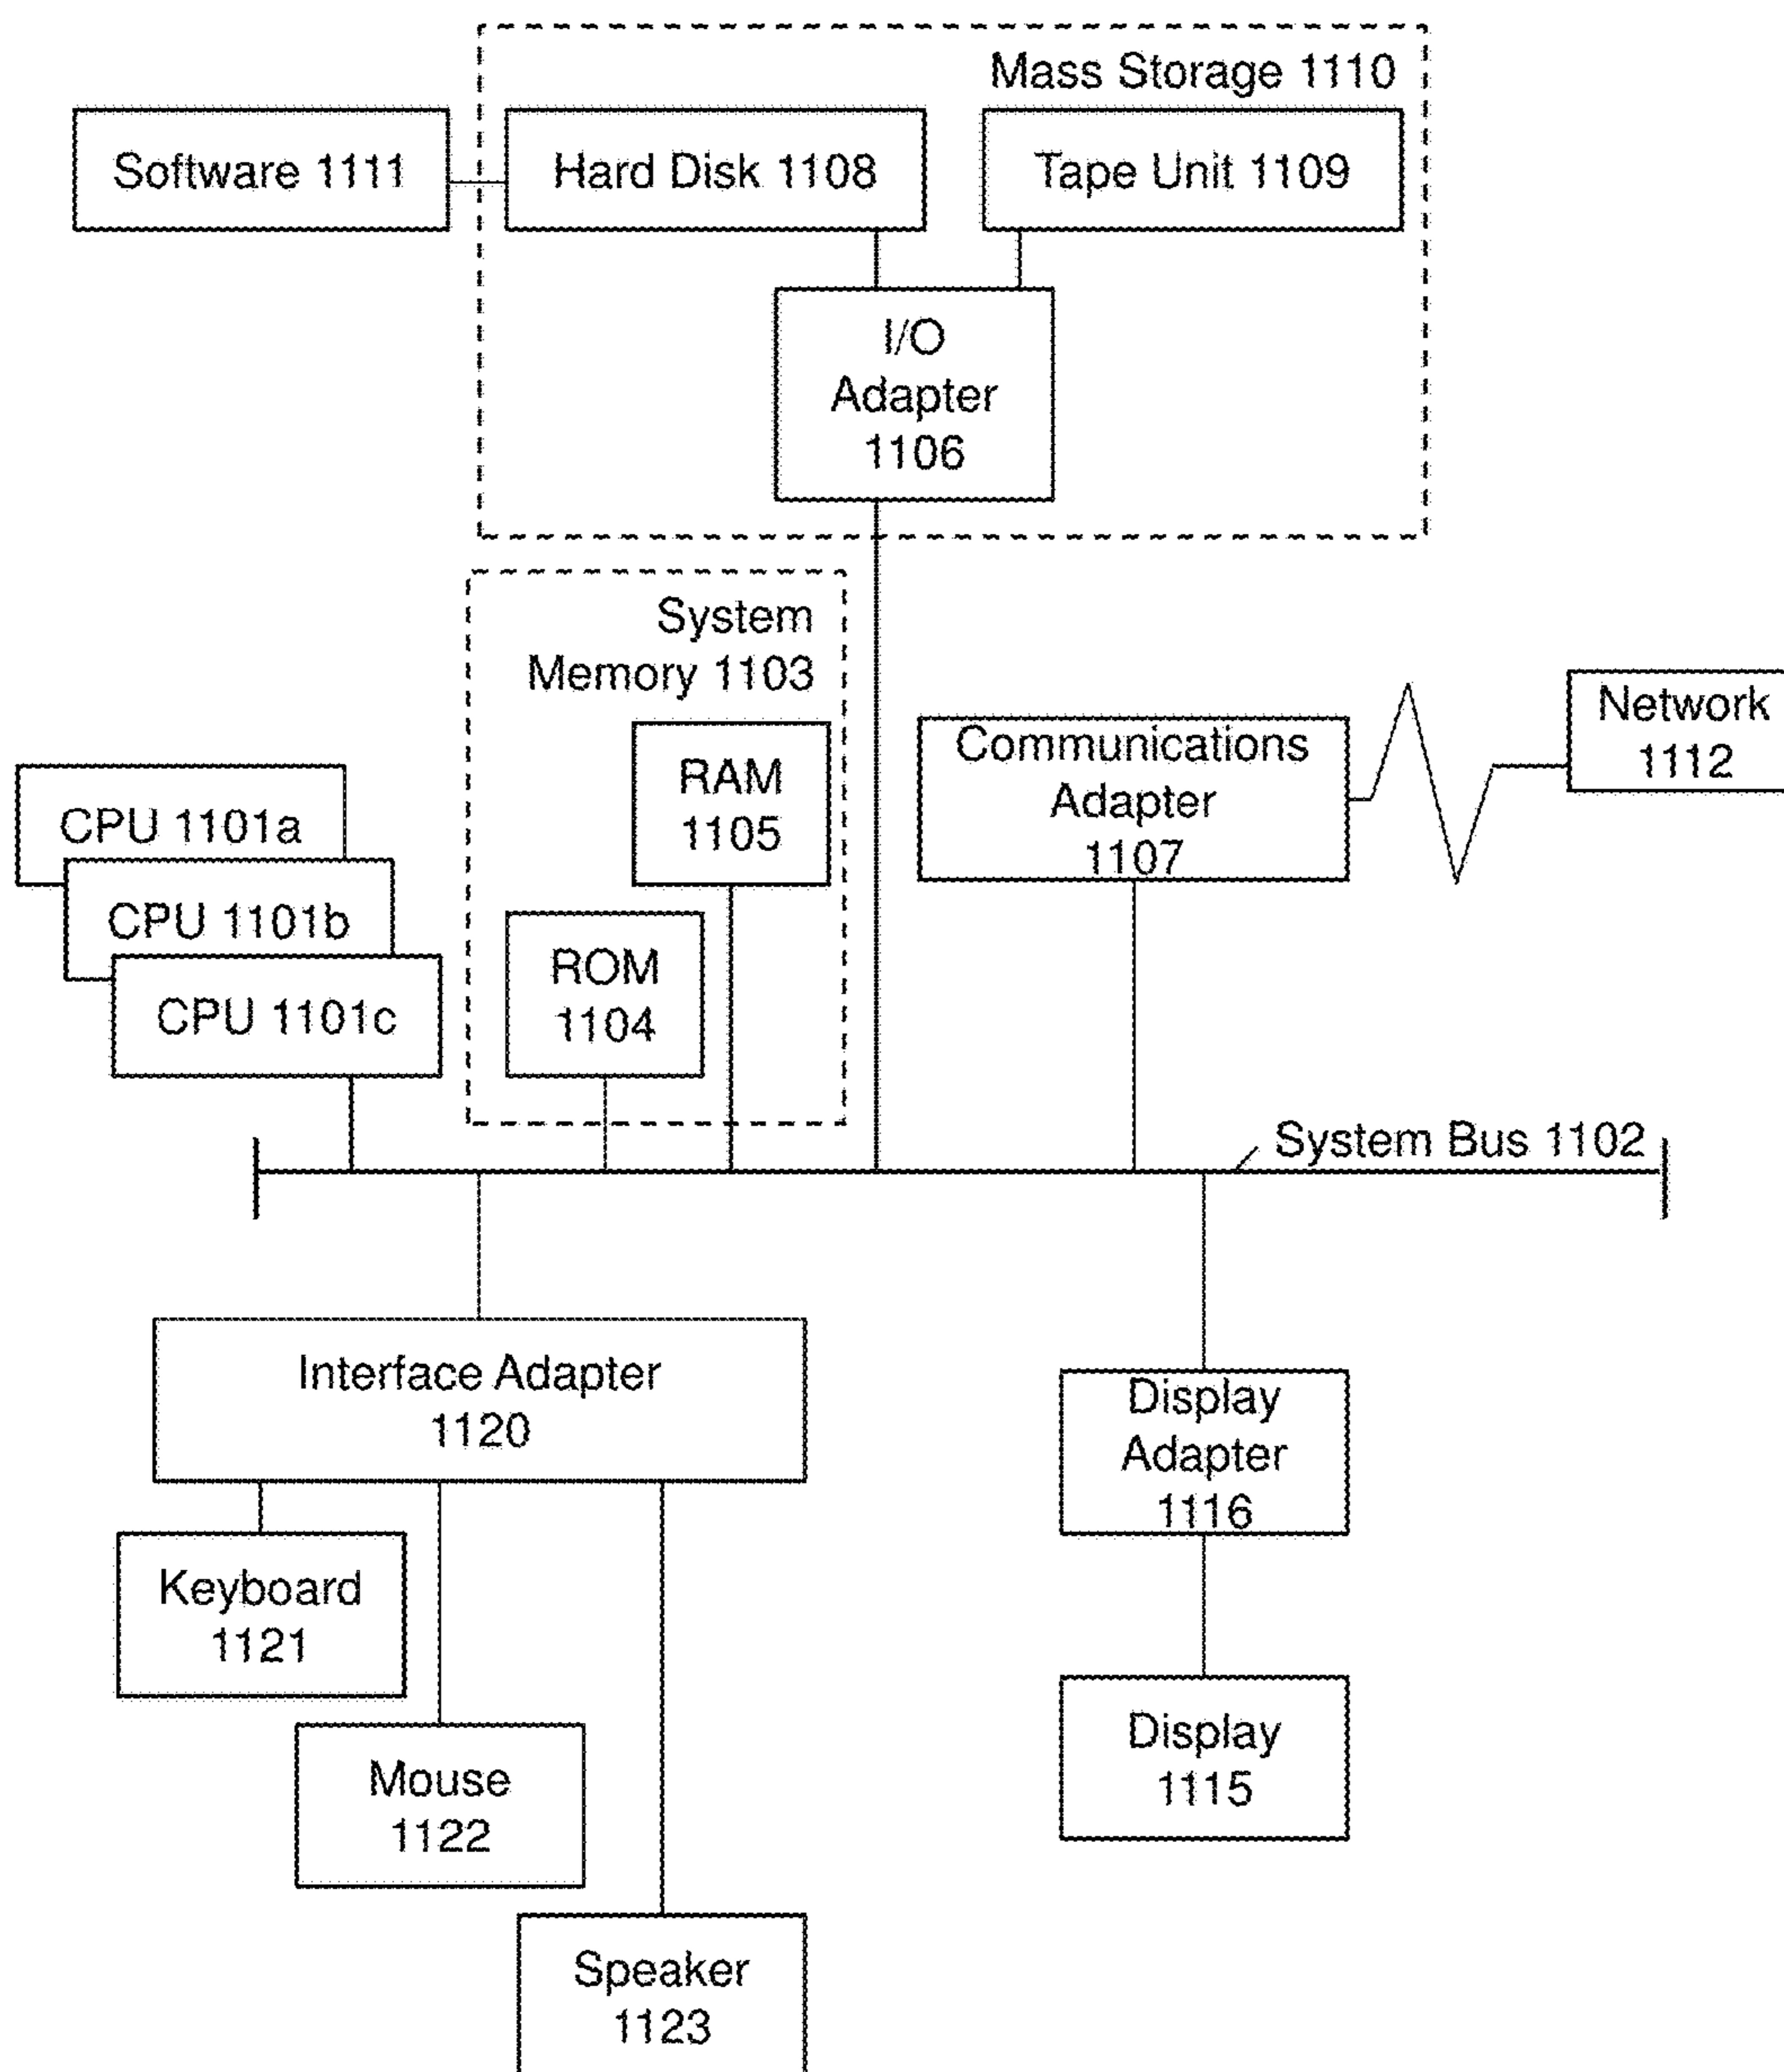 Mass Storage 1110
Software 1111
Hard Disk 1108
Tape Unit 1109
I/O
Adapter
1106
System
Memory 1103
RAM
1105
ROM
1104
Communications
Adapter
1107
Network
1112
CPU 1101a
CPU 1101b
CPU 1101c
System Bus 1102
Interface Adapter
1120
Display
Adapter
1116
Keyboard
1121
Mouse
1122
Speaker
1123
Display
1115